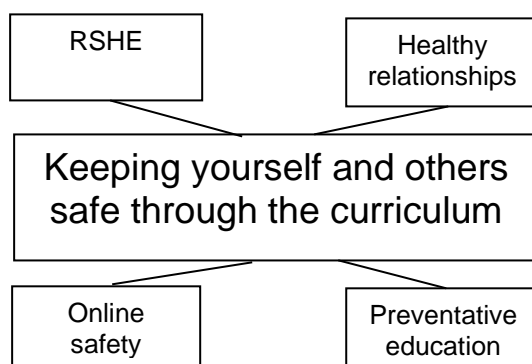 RSHE
Healthy
relationships
Keeping yourself and others
safe through the curriculum
Online
safety
Preventative
education